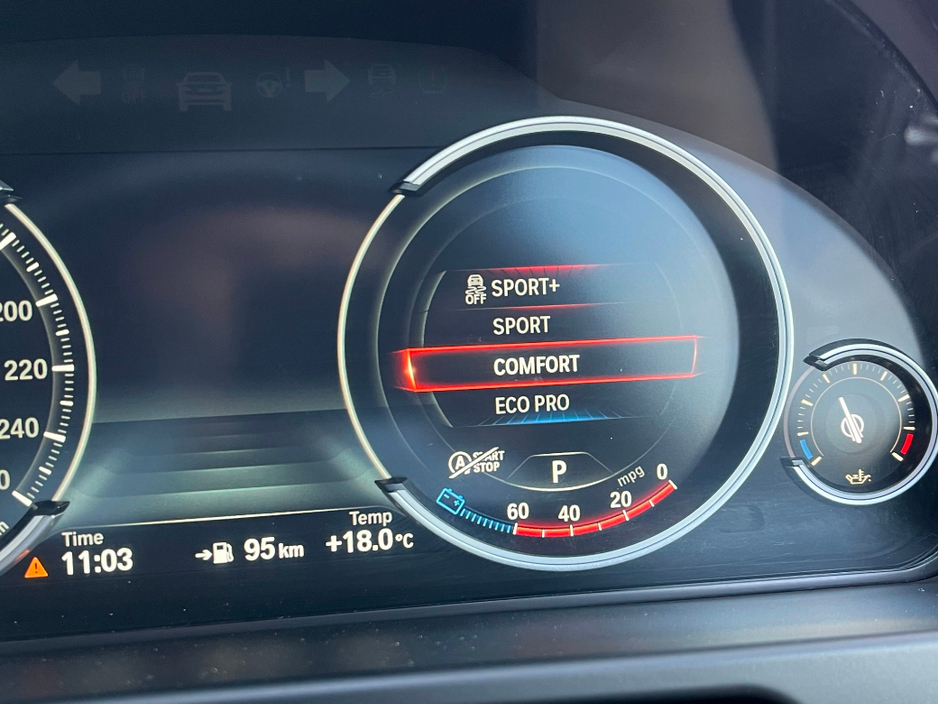 OFF SPORT+
SPORT
COMFORT
ECO PRO
200
220
240
A START
STOP
P
mpg
60 40 20 0
Time
11:03
95 km
Temp
+18.0°C